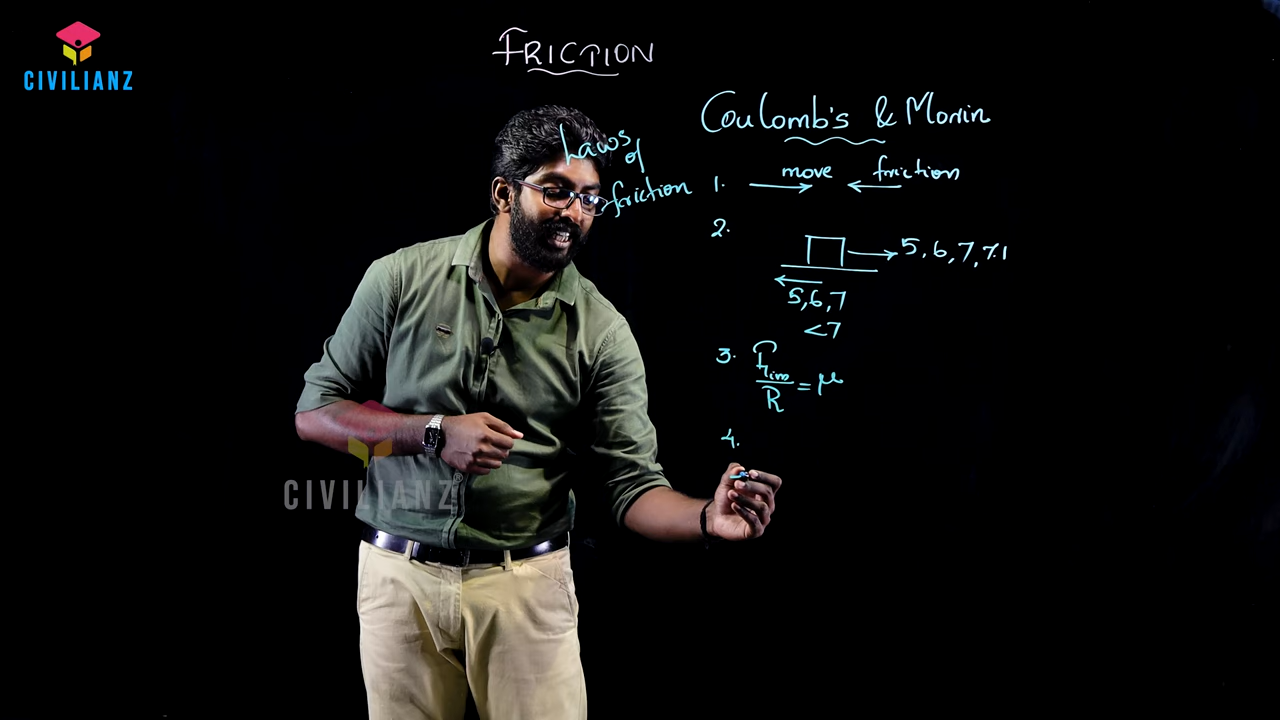 CIVILIANZ
FRICTION
Laws
of
friction
Coulomb's & Morrin
1. move friction
2.
5, 6, 7, 7.1
5, 6, 7
<7
3. Flim
R = μ
4.
CIVILIANZ®